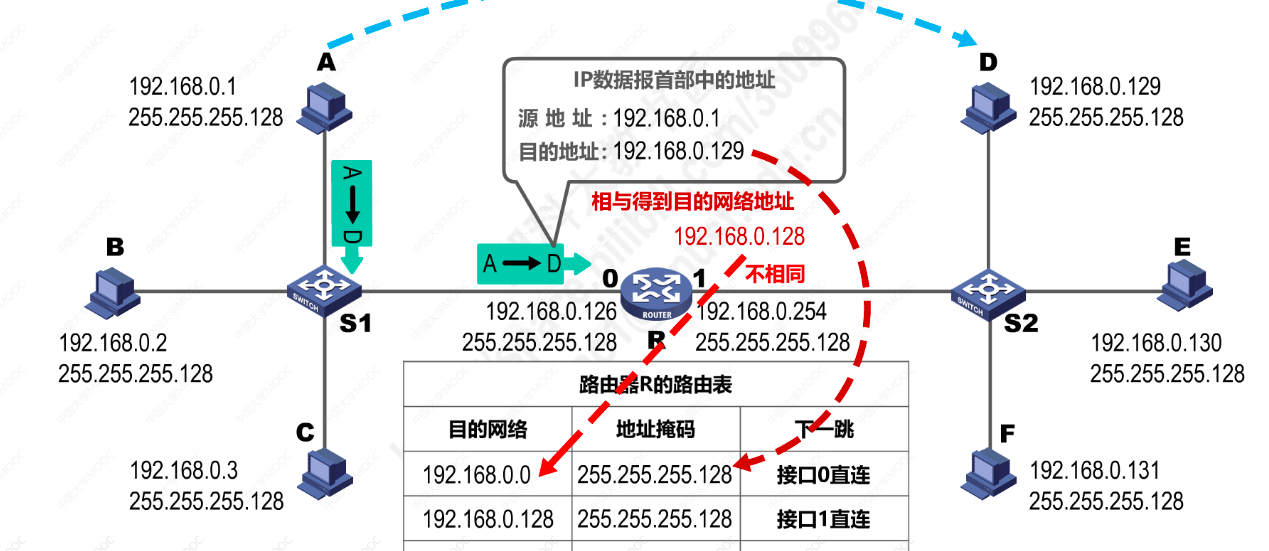 A
192.168.0.1
255.255.255.128
D
192.168.0.129
255.255.255.128
IP数据报首部中的地址
源 地 址 : 192.168.0.1
目的地址: 192.168.0.129
A
D
相与得到目的网络地址
192.168.0.128
不相同
B
192.168.0.2
255.255.255.128
SWITCH
S1
A
D
0
1
ROUTER
R
192.168.0.126
255.255.255.128
192.168.0.254
255.255.255.128
SWITCH
S2
E
192.168.0.130
255.255.255.128
C
192.168.0.3
255.255.255.128
F
192.168.0.131
255.255.255.128
路由器R的路由表
目的网络 地址掩码 下一跳
192.168.0.0 255.255.255.128 接口0直连
192.168.0.128 255.255.255.128 接口1直连
中国大学MOOC